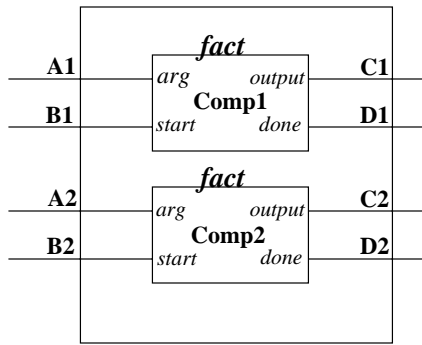 fact
A1 arg output C1
Comp1
B1 start done D1
fact
A2 arg output C2
Comp2
B2 start done D2